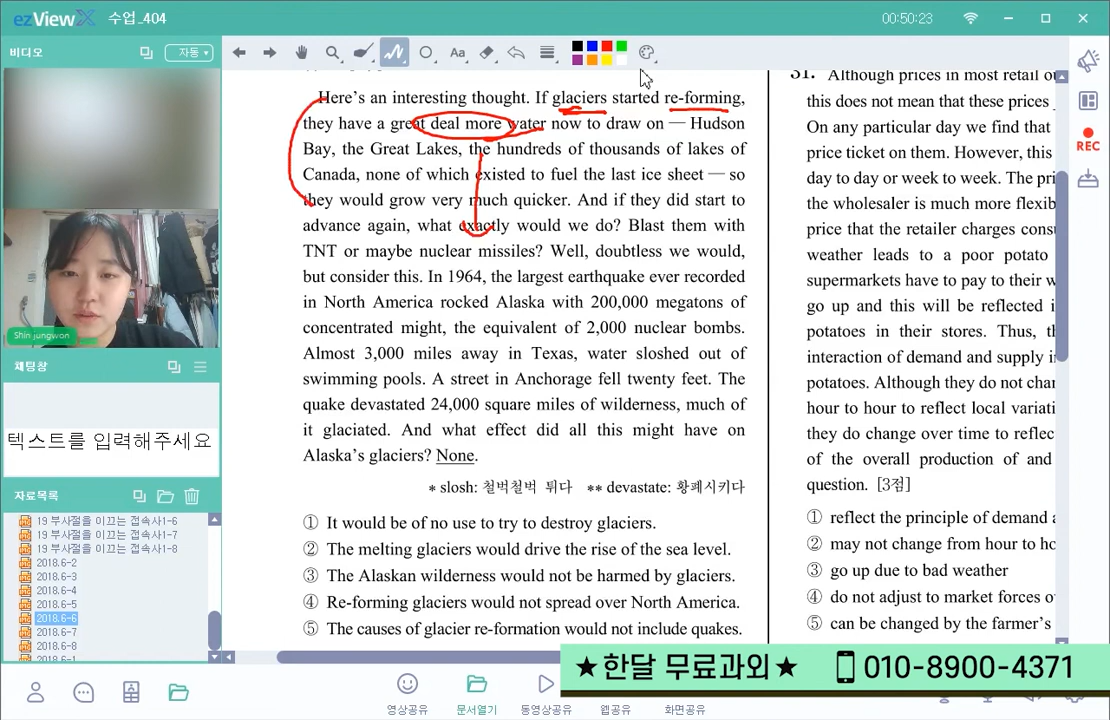 ezViewX 수업_404 00:50:23
비디오 자동
Aa
Shin jungwon
채팅창
텍스트를 입력해주세요
자료목록
19 부사절을 이끄는 접속사1-6
19 부사절을 이끄는 접속사1-7
19 부사절을 이끄는 접속사1-8
2018.6-2
2018.6-3
2018.6-4
2018.6-5
2018.6-6
2018.6-7
2018.6-8
2018.6-1
Here's an interesting thought. If glaciers started re-forming,
they have a great deal more water now to draw on — Hudson
Bay, the Great Lakes, the hundreds of thousands of lakes of
Canada, none of which existed to fuel the last ice sheet — so
they would grow very much quicker. And if they did start to
advance again, what exactly would we do? Blast them with
TNT or maybe nuclear missiles? Well, doubtless we would,
but consider this. In 1964, the largest earthquake ever recorded
in North America rocked Alaska with 200,000 megatons of
concentrated might, the equivalent of 2,000 nuclear bombs.
Almost 3,000 miles away in Texas, water sloshed out of
swimming pools. A street in Anchorage fell twenty feet. The
quake devastated 24,000 square miles of wilderness, much of
it glaciated. And what effect did all this might have on
Alaska's glaciers? None.
* slosh: 철벅철벅 튀다 ** devastate: 황폐시키다
① It would be of no use to try to destroy glaciers.
② The melting glaciers would drive the rise of the sea level.
③ The Alaskan wilderness would not be harmed by glaciers.
④ Re-forming glaciers would not spread over North America.
⑤ The causes of glacier re-formation would not include quakes.
31. Although prices in most retail ou
this does not mean that these prices
On any particular day we find that
price ticket on them. However, this
day to day or week to week. The pri
the wholesaler is much more flexib
price that the retailer charges cons
weather leads to a poor potato
supermarkets have to pay to their w
go up and this will be reflected i
potatoes in their stores. Thus, th
interaction of demand and supply i
potatoes. Although they do not char
hour to hour to reflect local variati
they do change over time to reflec
of the overall production of and
question. [3점]
① reflect the principle of demand a
② may not change from hour to ho
③ go up due to bad weather
④ do not adjust to market forces o
⑤ can be changed by the farmer's
REC
★한달 무료과외★ 010-8900-4371
영상공유 문서열기 동영상공유 웹공유 화면공유